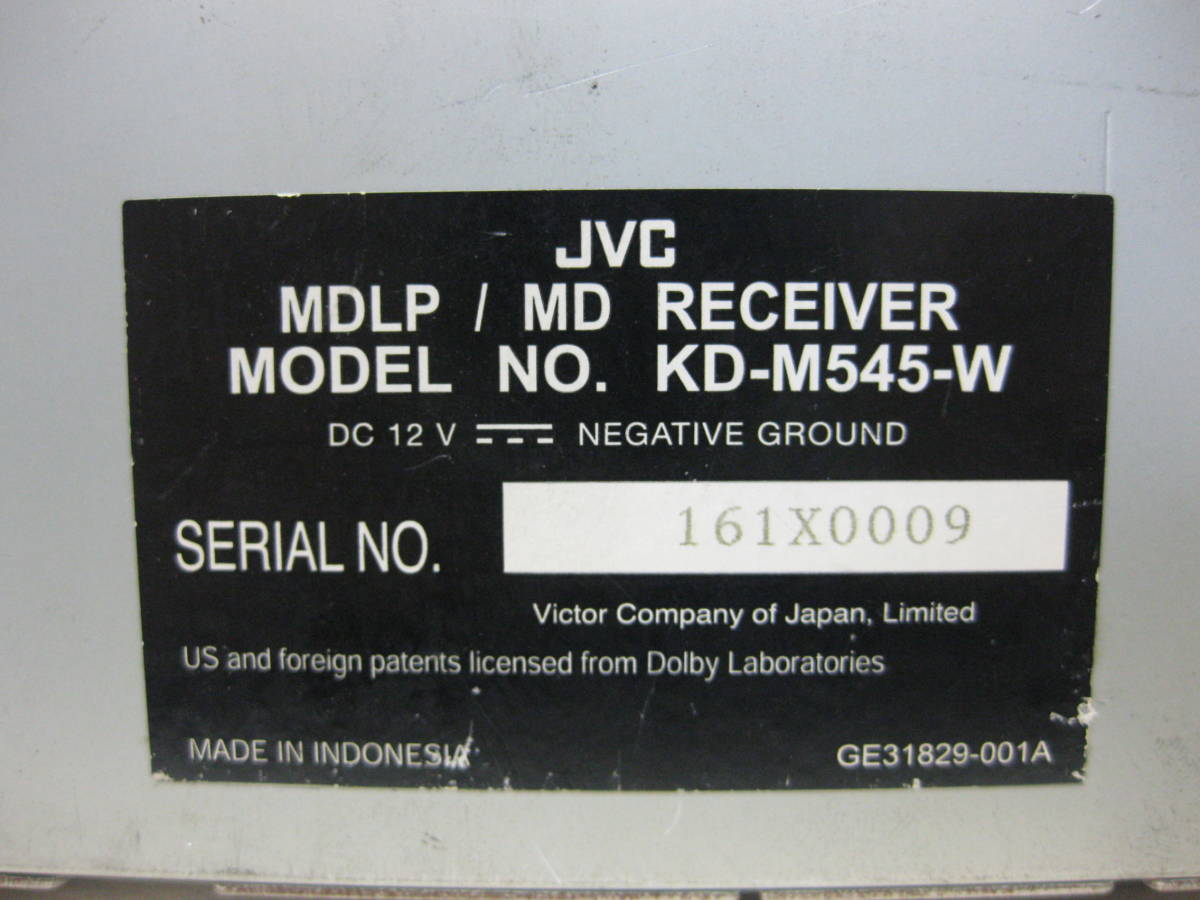 JVC
MDLP / MD RECEIVER
MODEL NO. KD-M545-W
DC 12 V ⎓ NEGATIVE GROUND
SERIAL NO. 161X0009
Victor Company of Japan, Limited
US and foreign patents licensed from Dolby Laboratories
MADE IN INDONESIA GE31829-001A